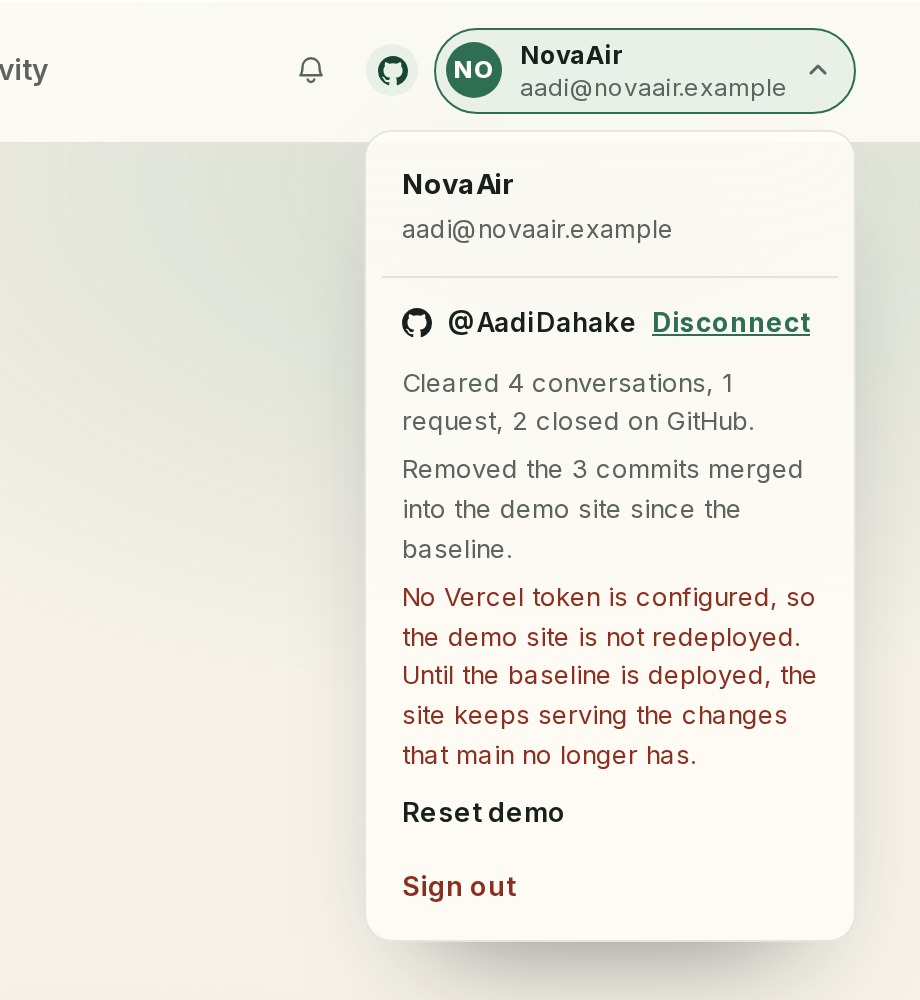 vity
NO
NovaAir
aadi@novaair.example
NovaAir
aadi@novaair.example
@AadiDahake Disconnect
Cleared 4 conversations, 1
request, 2 closed on GitHub.
Removed the 3 commits merged
into the demo site since the
baseline.
No Vercel token is configured, so
the demo site is not redeployed.
Until the baseline is deployed, the
site keeps serving the changes
that main no longer has.
Reset demo
Sign out